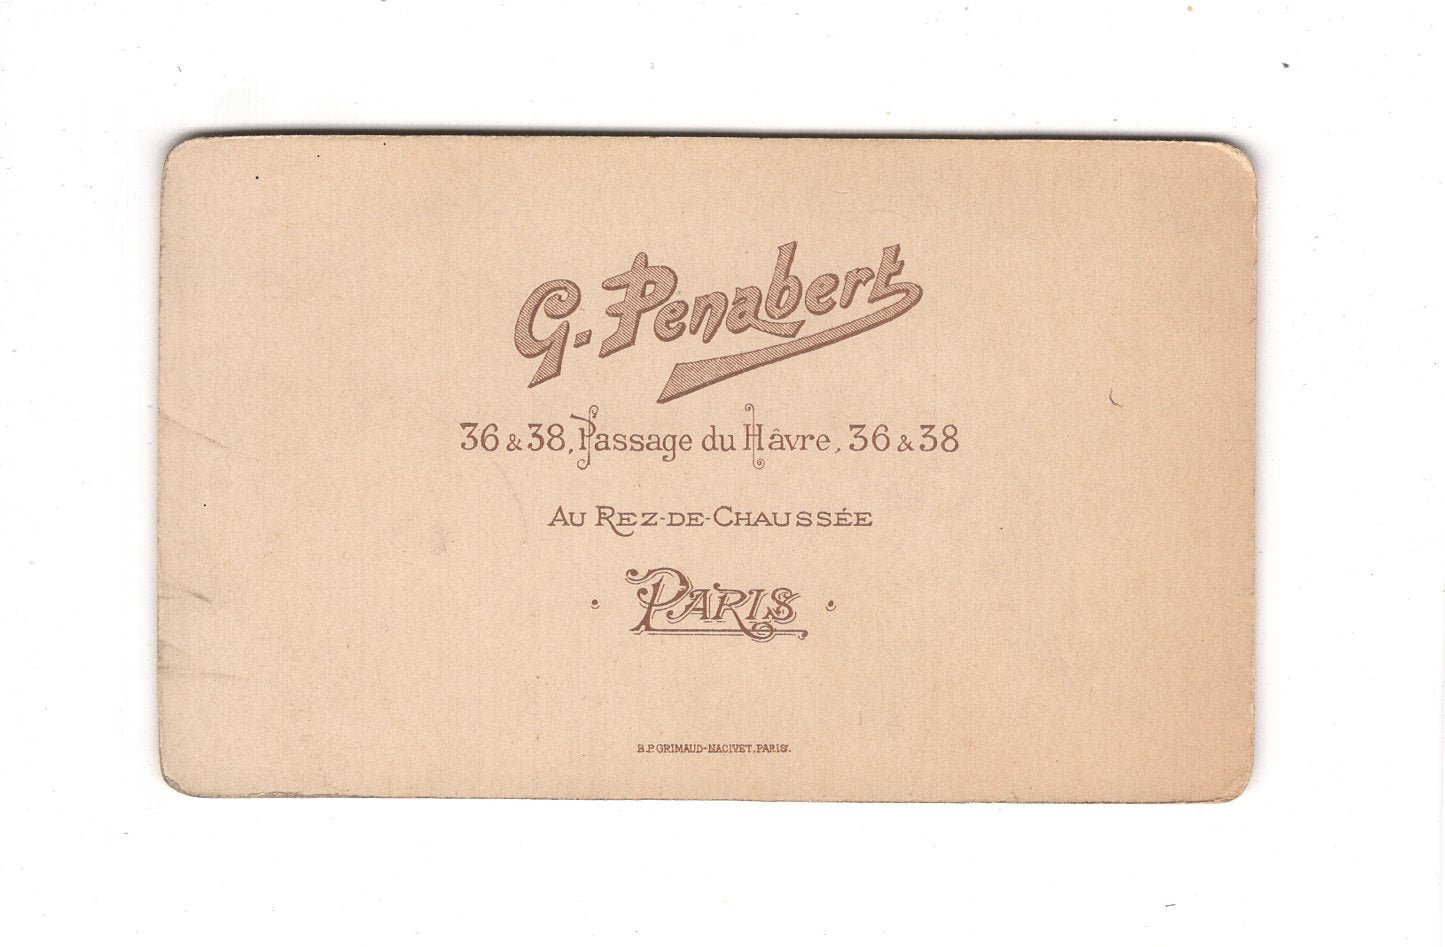 G. Penabert
36 & 38, Passage du Hâvre, 36 & 38
AU REZ-DE-CHAUSSÉE
· PARIS ·
B.P. GRIMAUD-NACIVET, PARIS.